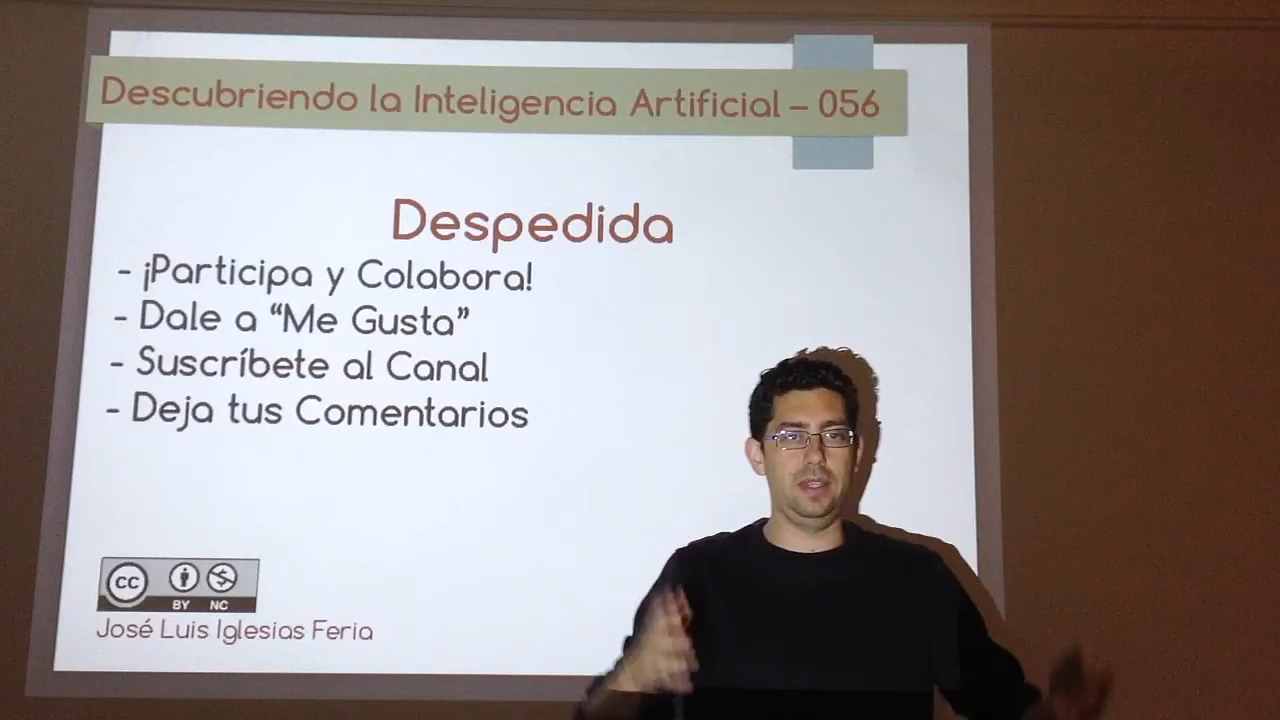 Descubriendo la Inteligencia Artificial – 056
Despedida
- ¡Participa y Colabora!
- Dale a “Me Gusta”
- Suscríbete al Canal
- Deja tus Comentarios
CC
BY NC
José Luis Iglesias Feria